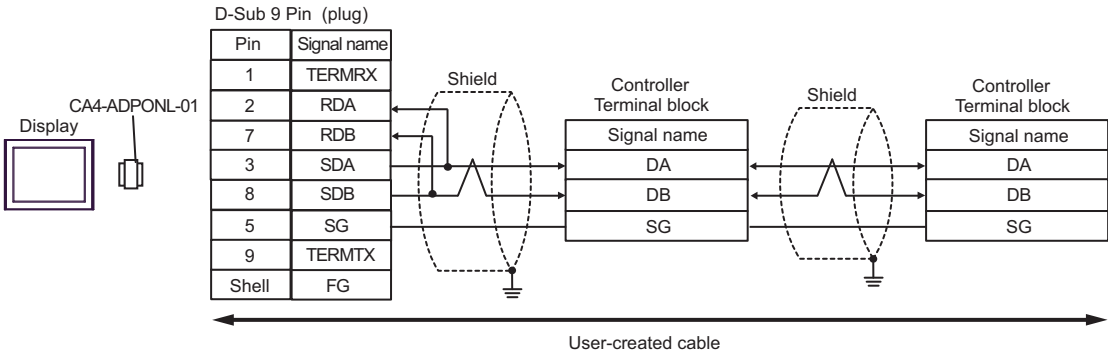 D-Sub 9 Pin (plug)
Pin Signal name
1 TERMRX
2 RDA
7 RDB
3 SDA
8 SDB
5 SG
9 TERMTX
Shell FG
CA4-ADPONL-01
Display
Shield
Controller
Terminal block
Signal name
DA
DB
SG
Shield
Controller
Terminal block
Signal name
DA
DB
SG
User-created cable